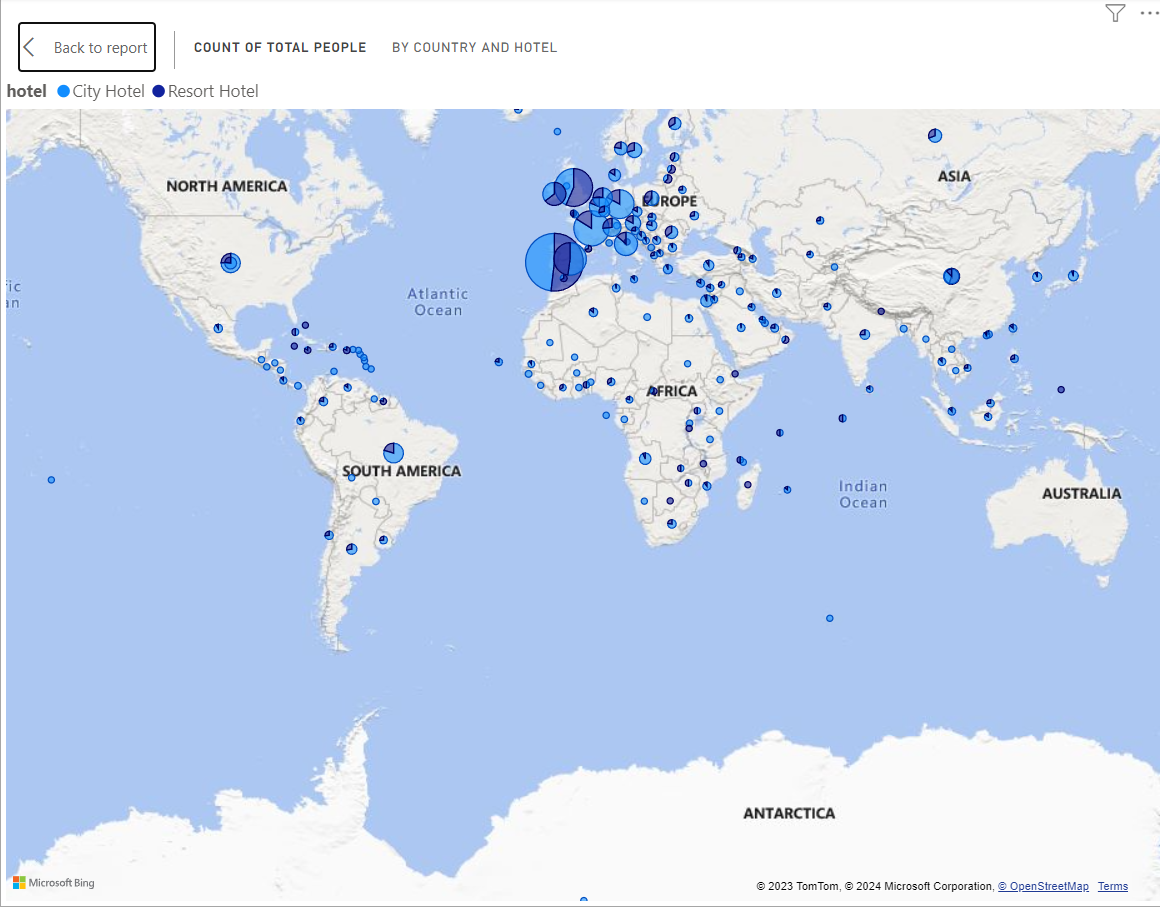 Back to report
COUNT OF TOTAL PEOPLE BY COUNTRY AND HOTEL
hotel City Hotel Resort Hotel
ASIA
NORTH AMERICA
EUROPE
Atlantic
Ocean
AFRICA
SOUTH AMERICA
Indian
Ocean
AUSTRALIA
ANTARCTICA
Microsoft Bing
© 2023 TomTom, © 2024 Microsoft Corporation, © OpenStreetMap Terms